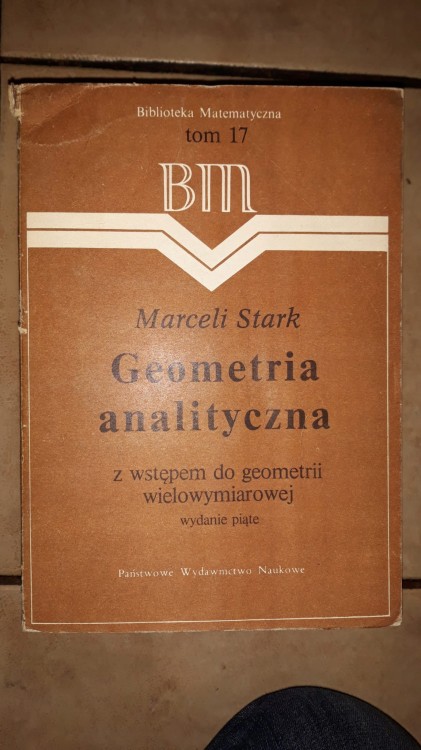 Biblioteka Matematyczna
tom 17
BM
Marceli Stark
Geometria
analityczna
z wstępem do geometrii
wielowymiarowej
wydanie piąte
Państwowe Wydawnictwo Naukowe